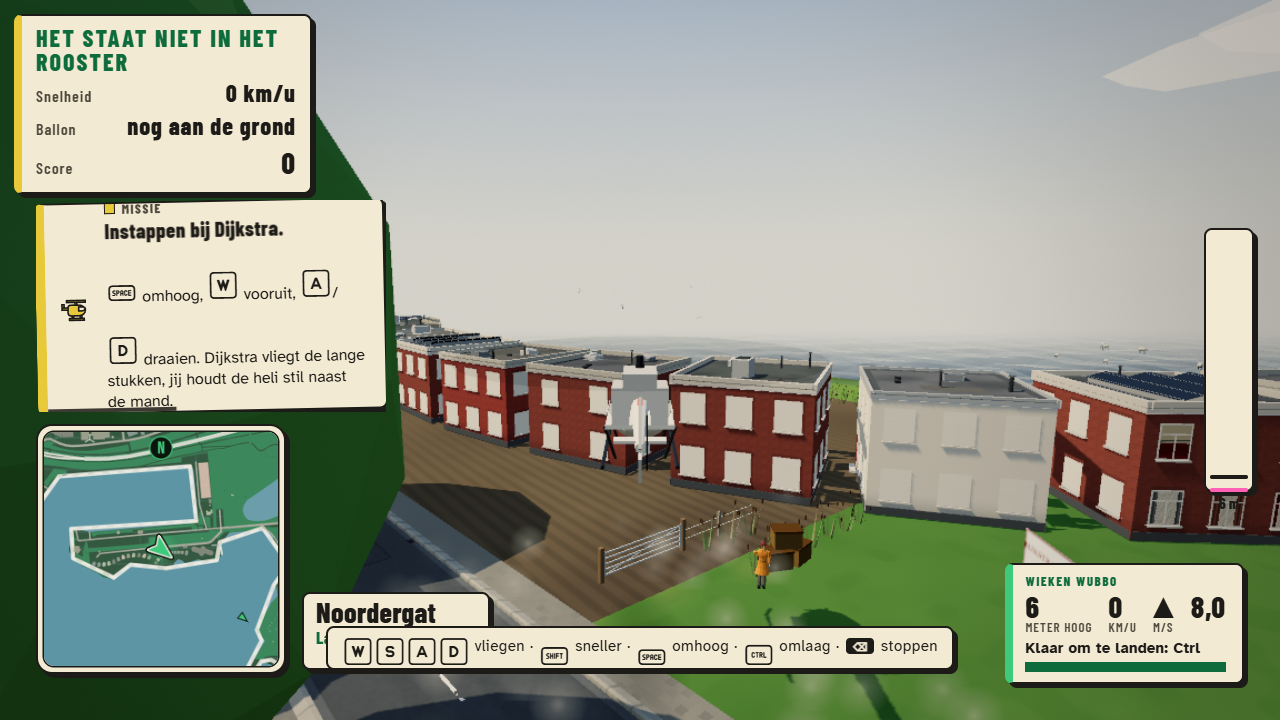 HET STAAT NIET IN HET
ROOSTER
Snelheid 0 km/u
Ballon nog aan de grond
Score 0
MISSIE
Instappen bij Dijkstra.
SPACE omhoog, W vooruit, A /
D draaien. Dijkstra vliegt de lange
stukken, jij houdt de heli stil naast
de mand.
N
Noordergat
W S A D vliegen · SHIFT sneller · SPACE omhoog · CTRL omlaag · ⌫ stoppen
WIEKEN WUBBO
6 0 ▲ 8,0
METER HOOG KM/U M/S
Klaar om te landen: Ctrl